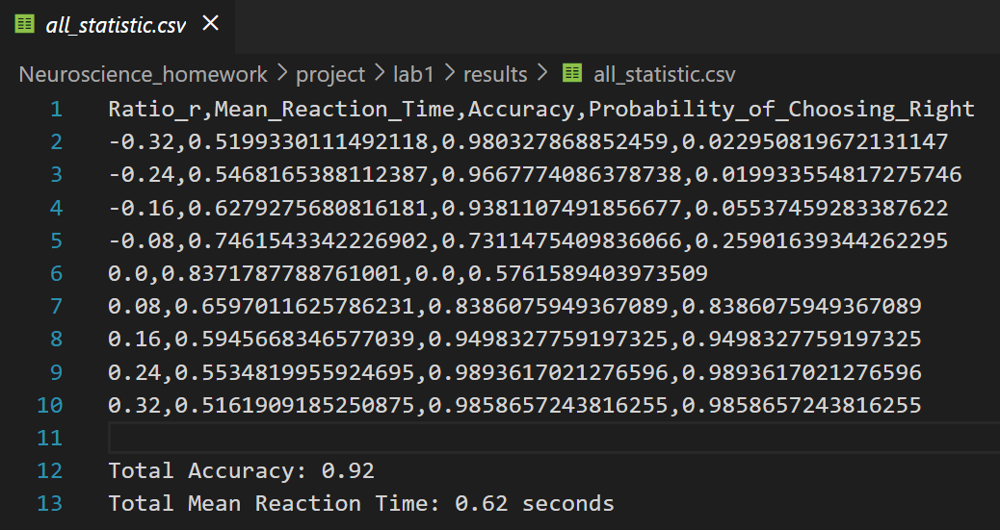 all_statistic.csv
Neuroscience_homework > project > lab1 > results > all_statistic.csv
1 Ratio_r,Mean_Reaction_Time,Accuracy,Probability_of_Choosing_Right
2 -0.32,0.5199330111492118,0.980327868852459,0.022950819672131147
3 -0.24,0.5468165388112387,0.9667774086378738,0.019933554817275746
4 -0.16,0.6279275680816181,0.9381107491856677,0.05537459283387622
5 -0.08,0.7461543342226902,0.7311475409836066,0.25901639344262295
6 0.0,0.8371787788761001,0.0,0.5761589403973509
7 0.08,0.6597011625786231,0.8386075949367089,0.8386075949367089
8 0.16,0.5945668346577039,0.9498327759197325,0.9498327759197325
9 0.24,0.5534819955924695,0.9893617021276596,0.9893617021276596
10 0.32,0.5161909185250875,0.9858657243816255,0.9858657243816255
11
12 Total Accuracy: 0.92
13 Total Mean Reaction Time: 0.62 seconds